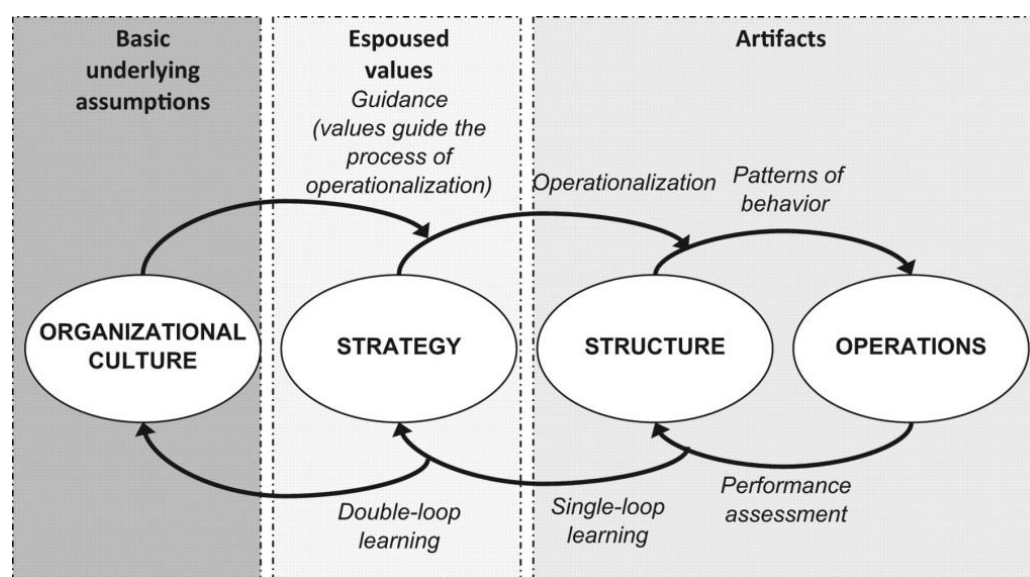 Basic
underlying
assumptions
Espoused
values
Guidance
(values guide the
process of
operationalization)
Artifacts
Operationalization
Patterns of
behavior
ORGANIZATIONAL
CULTURE
STRATEGY
STRUCTURE
OPERATIONS
Double-loop
learning
Single-loop
learning
Performance
assessment